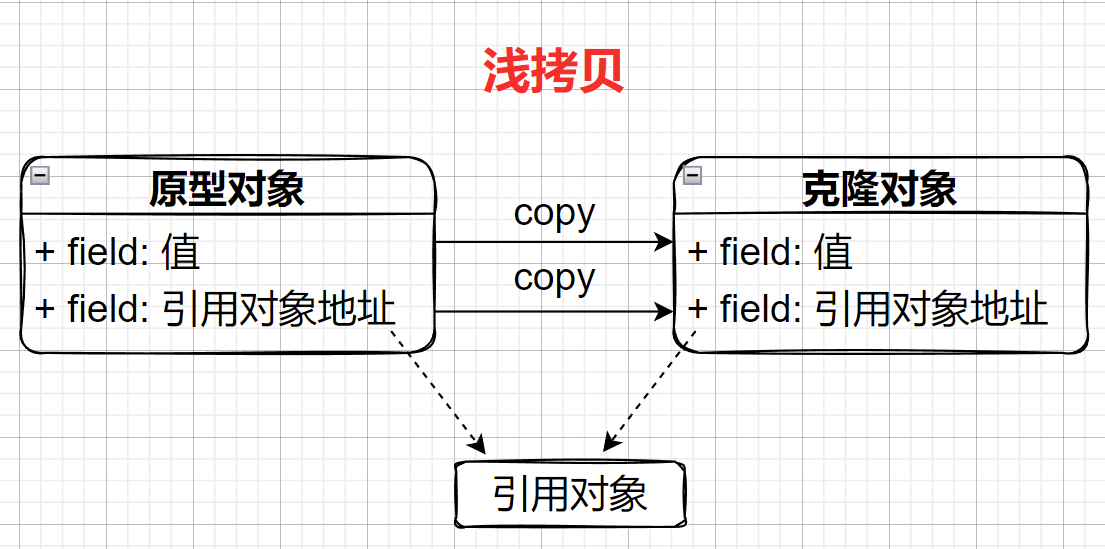 浅拷贝
原型对象
+ field: 值
+ field: 引用对象地址
copy
copy
克隆对象
+ field: 值
+ field: 引用对象地址
引用对象